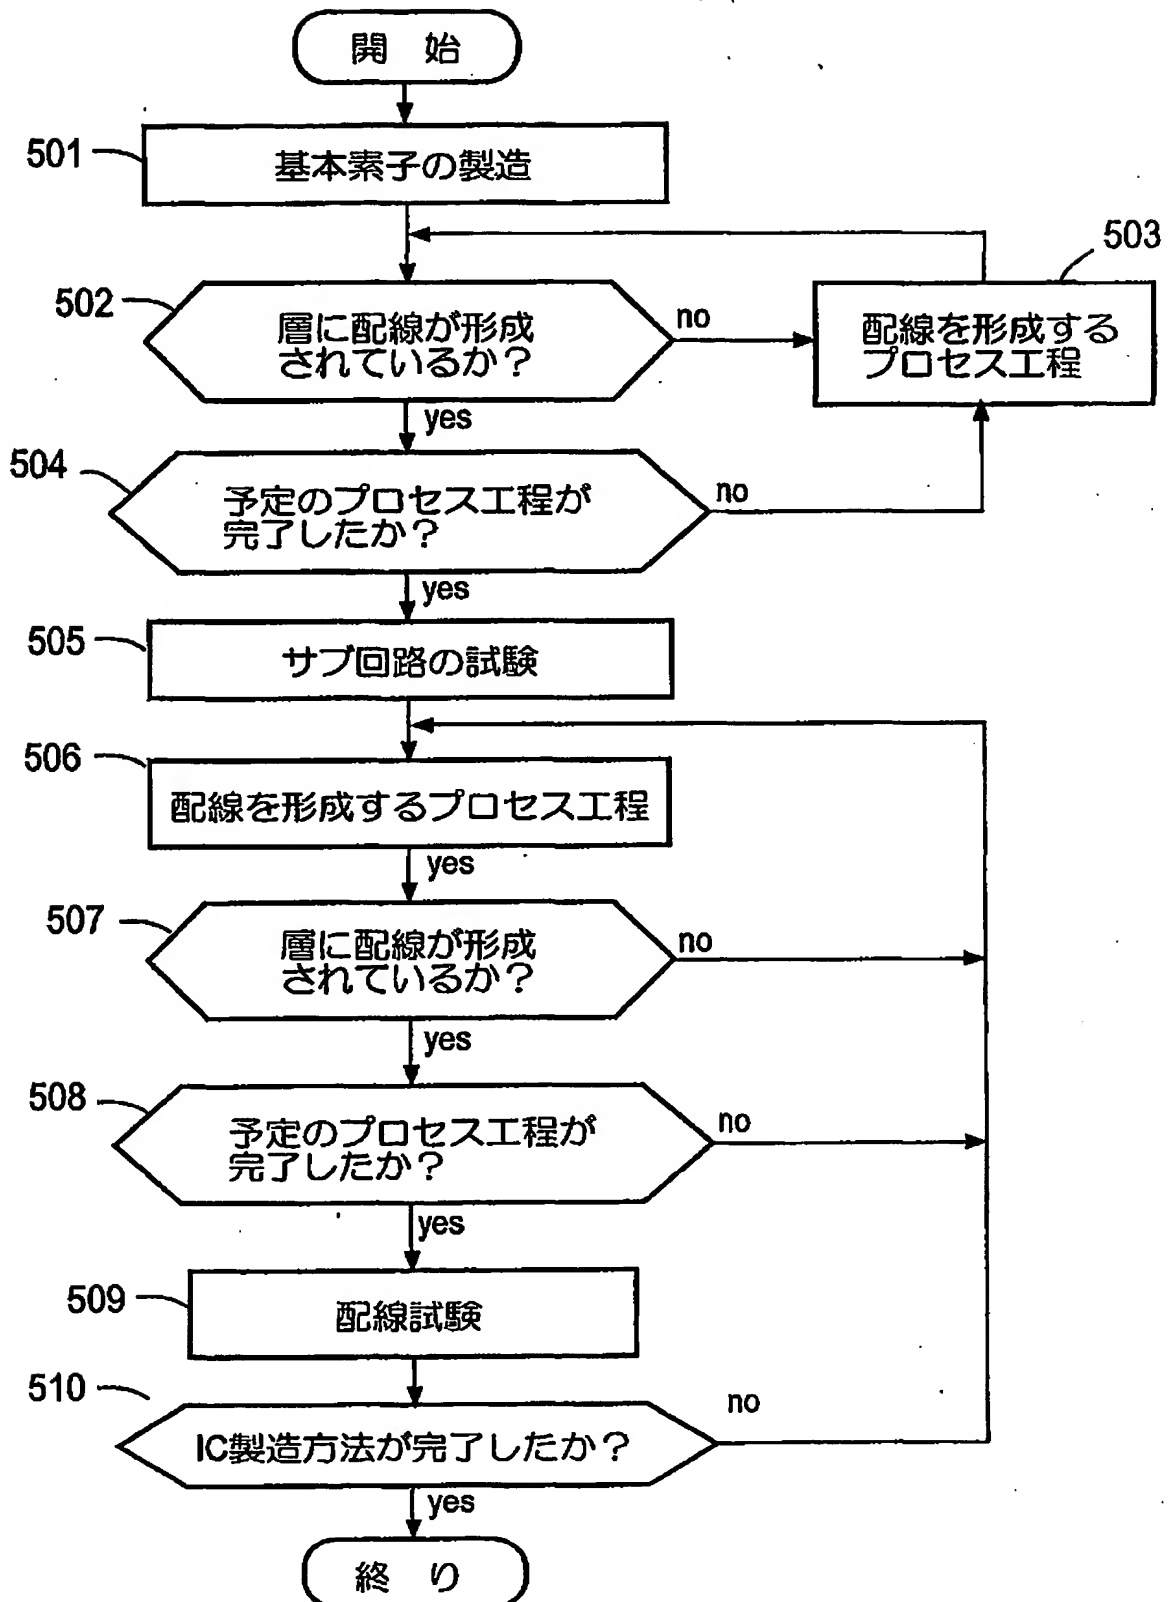 開 始
501
基本素子の製造
503
502
層に配線が形成
されているか？
no
配線を形成する
プロセス工程
yes
504
予定のプロセス工程が
完了したか？
no
yes
505
サブ回路の試験
506
配線を形成するプロセス工程
yes
507
層に配線が形成
されているか？
no
yes
508
予定のプロセス工程が
完了したか？
no
yes
509
配線試験
510
IC製造方法が完了したか？
no
yes
終 り